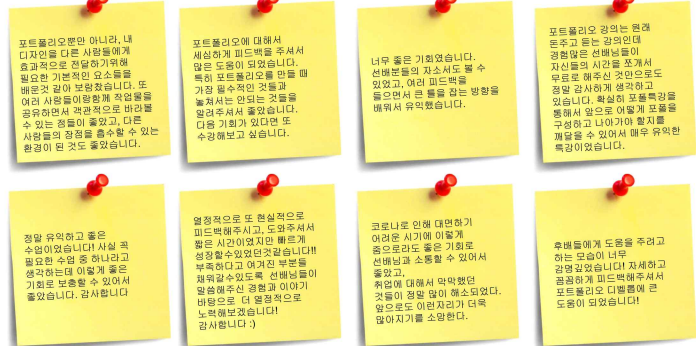 포트폴리오뿐만 아니라, 내
디자인을 다른 사람들에게
효과적으로 전달하기위해
필요한 기본적인 요소들을
배운것 같아 보람찼습니다. 또
여러 사람들이랑함께 작업물을
공유하면서 객관적으로 바라볼
수 있는 점들이 좋았고, 다른
사람들의 장점을 흡수할 수 있는
환경이 된 것도 좋았습니다.
포트폴리오에 대해서
세심하게 피드백을 주셔서
많은 도움이 되었습니다.
특히 포트폴리오를 만들 때
가장 필수적인 것들과
놓쳐서는 안되는 것들을
알려주셔서 좋았습니다.
다음 기회가 있다면 또
수강해보고 싶습니다.
너무 좋은 기회였습니다.
선배분들의 자소서도 볼 수
있었고, 여러 피드백을
들으면서 큰 틀을 잡는 방향을
배워서 유익했습니다.
포트폴리오 강의는 원래
돈주고 듣는 강의인데
경험많은 선배님들이
자신들의 시간을 쪼개서
무료로 해주신 것만으로도
정말 감사하게 생각하고
있습니다. 확실히 포폴특강을
통해서 앞으로 어떻게 포폴을
구성하고 나아가야 할지를
깨달을 수 있어서 매우 유익한
특강이었습니다.
정말 유익하고 좋은
수업이었습니다! 사실 꼭
필요한 수업 중 하나라고
생각하는데 이렇게 좋은
기회로 보충할 수 있어서
좋았습니다. 감사합니다
열정적으로 또 현실적으로
피드백해주시고, 도와주셔서
짧은 시간이었지만 빠르게
성장할수있었던것같습니다!!
부족하다고 여겨진 부분들
채워갈수있도록 선배님들이
말씀해주신 경험과 이야기
바탕으로 더 열정적으로
노력해보겠습니다!
감사합니다 :)
코로나로 인해 대면하기
어려운 시기에 이렇게
줌으로라도 좋은 기회로
선배님과 소통할 수 있어서
좋았고,
취업에 대해서 막막했던
것들이 정말 많이 해소되었다.
앞으로도 이런자리가 더욱
많아지기를 소망한다.
후배들에게 도움을 주려고
하는 모습이 너무
감명깊었습니다! 자세하고
꼼꼼하게 피드백해주셔서
포트폴리오 디벨롭에 큰
도움이 되었습니다!